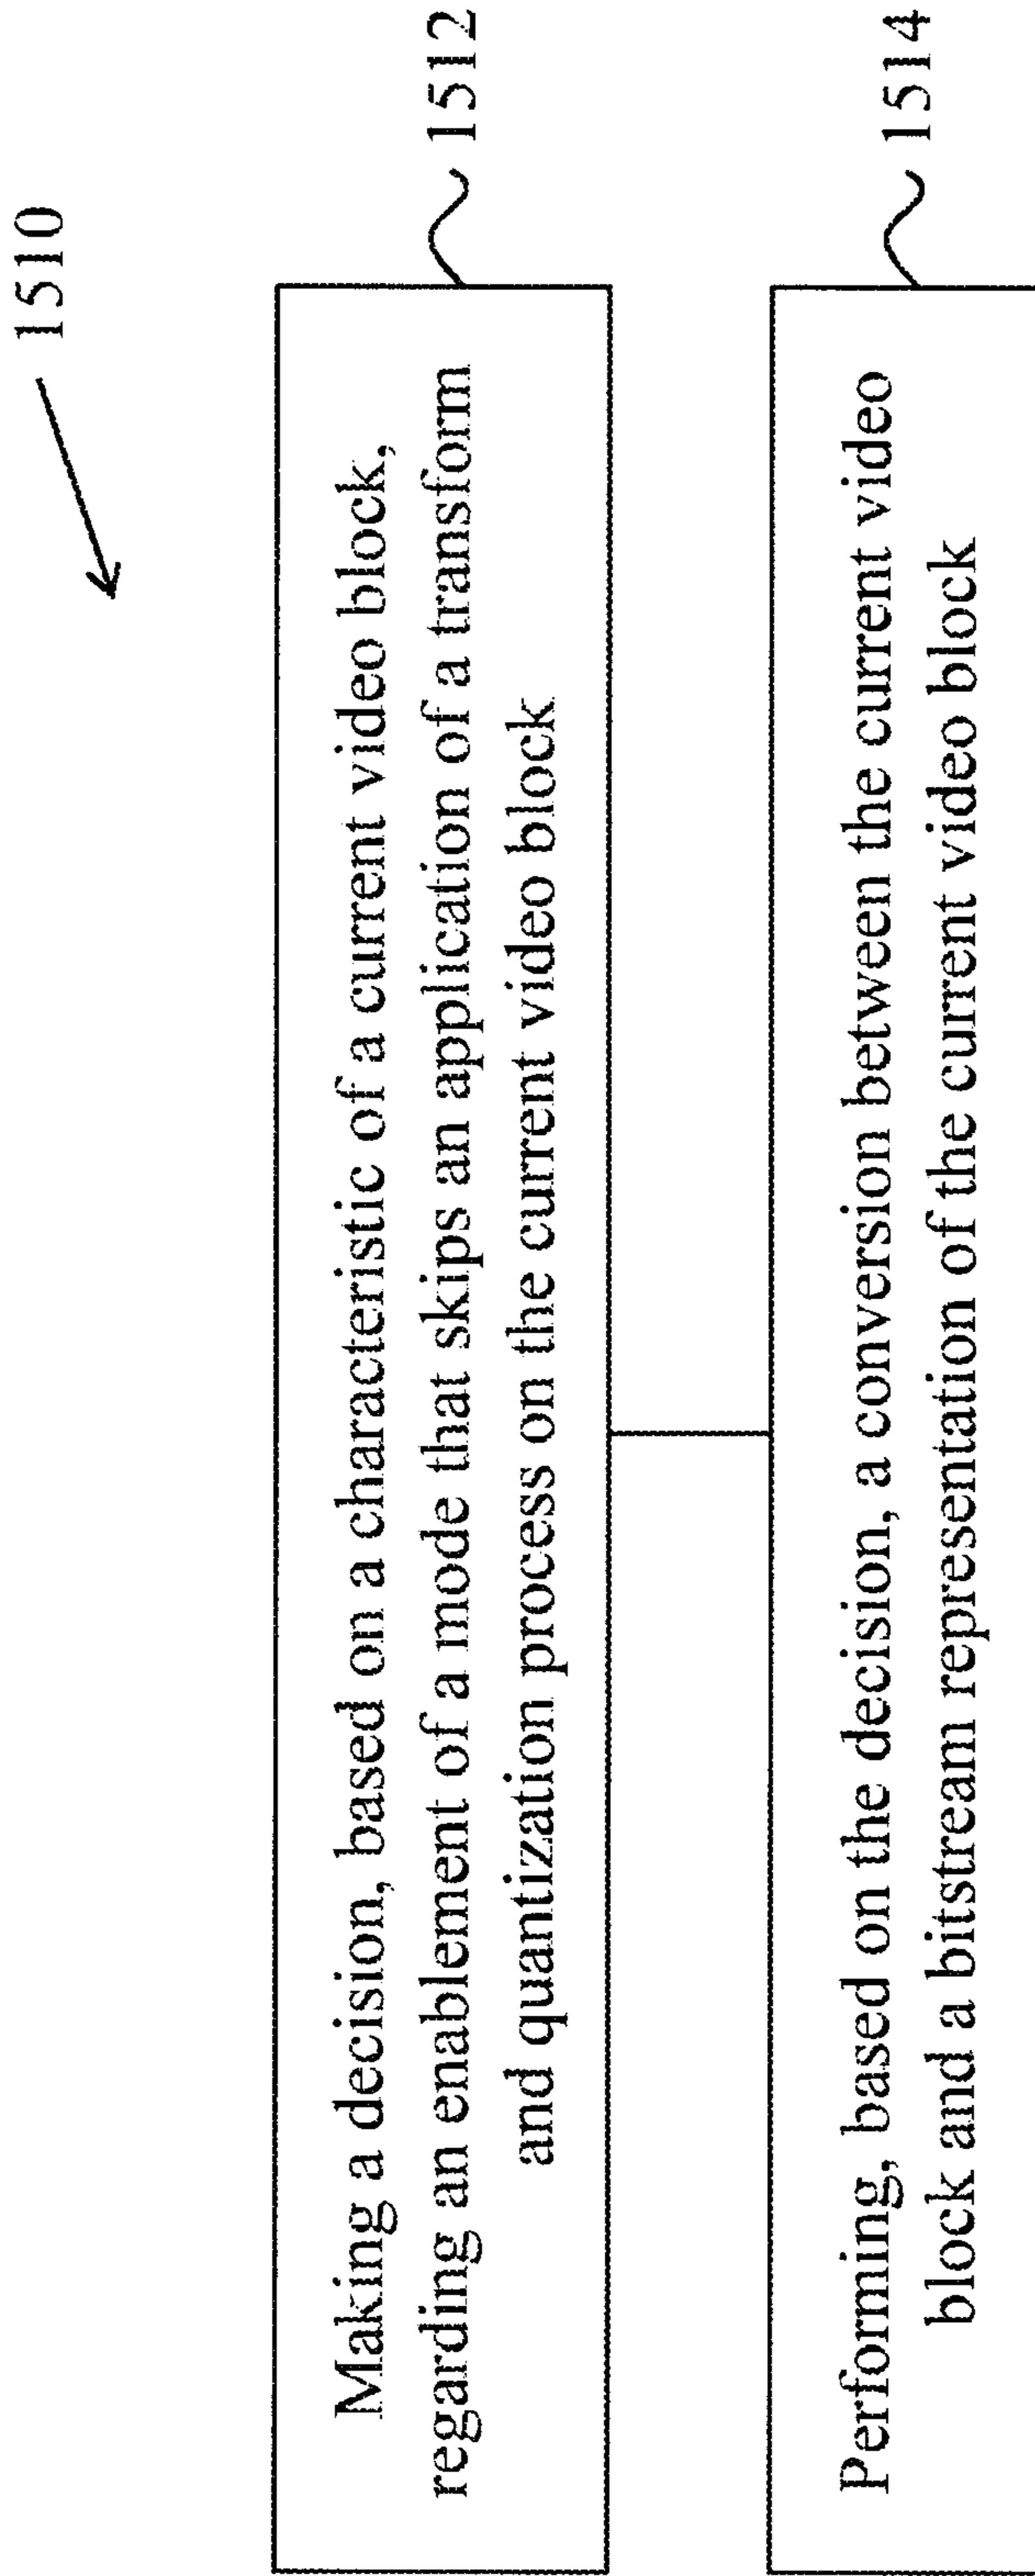 1510
Making a decision, based on a characteristic of a current video block,
regarding an enablement of a mode that skips an application of a transform
and quantization process on the current video block
1512
Performing, based on the decision, a conversion between the current video
block and a bitstream representation of the current video block
1514